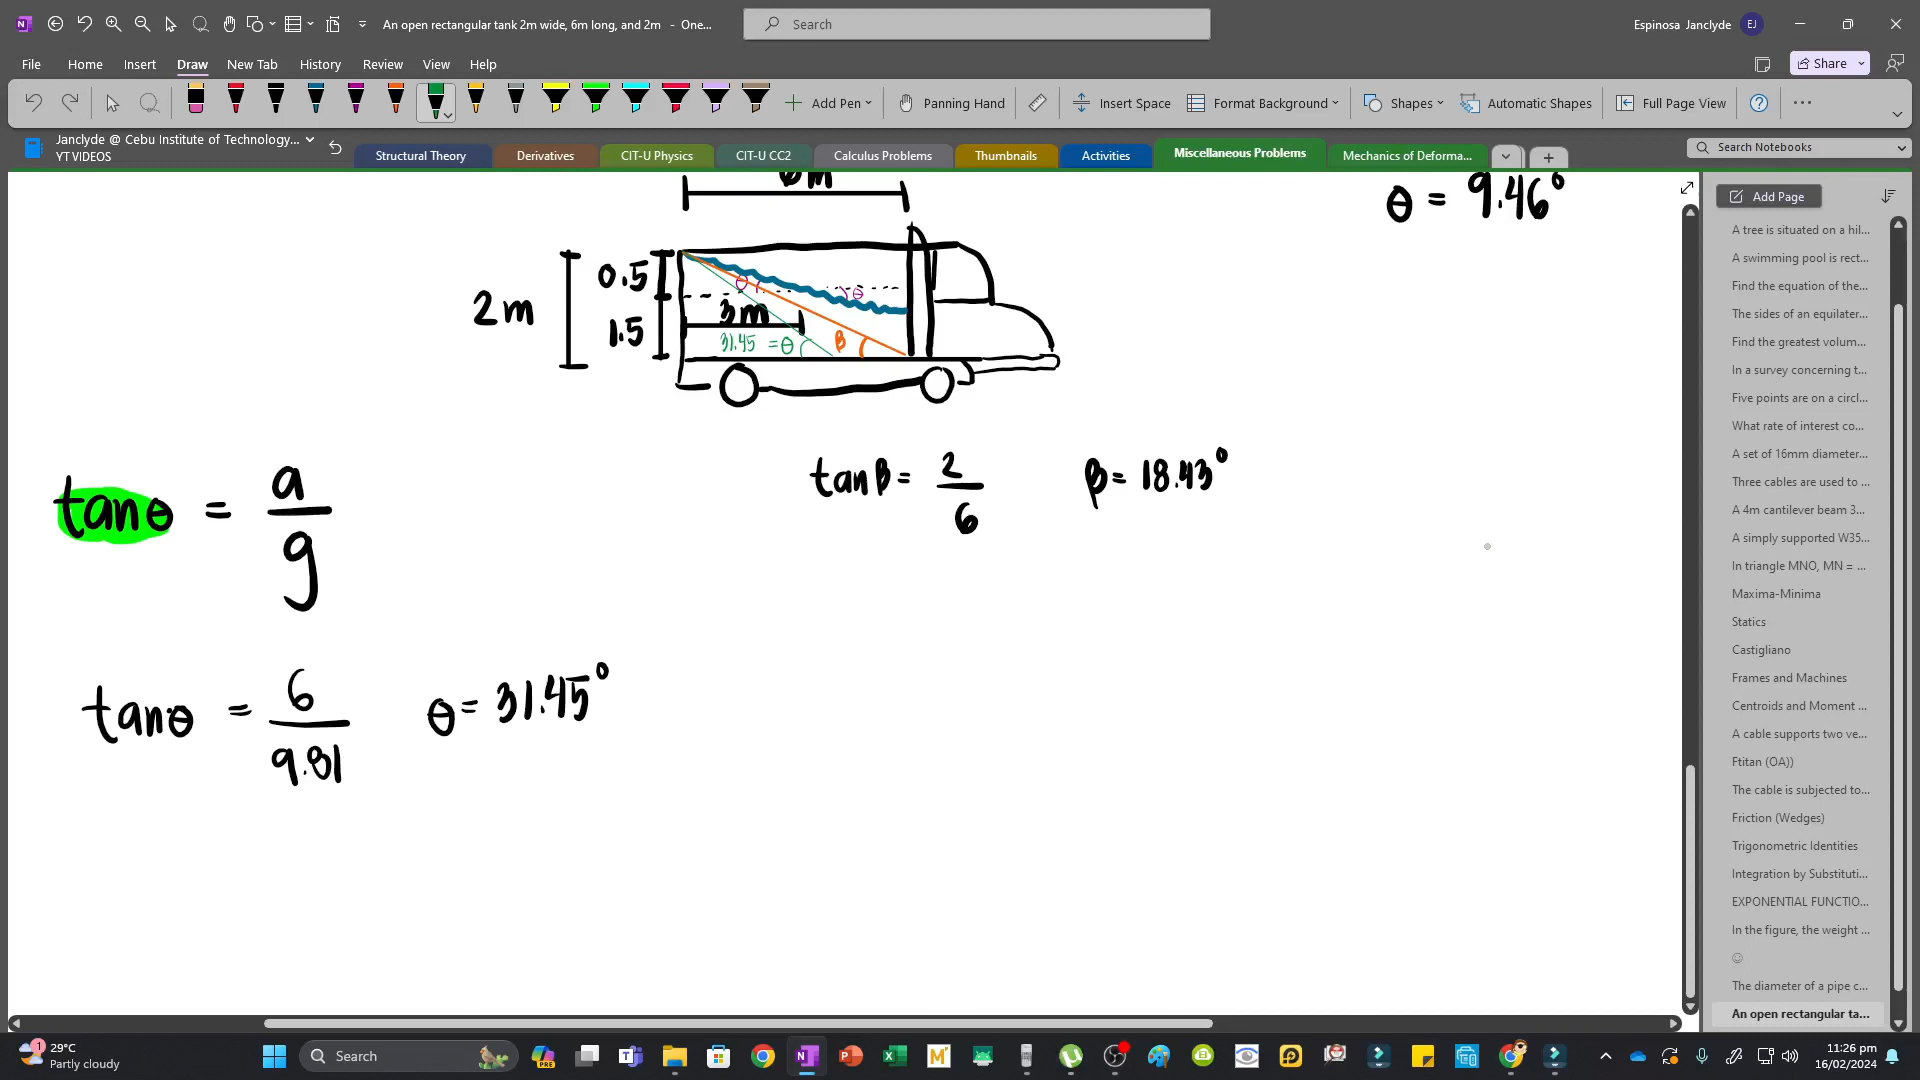 An open rectangular tank 2m wide, 6m long, and 2m - One...
Search
Espinosa Janclyde
EJ
File Home Insert Draw New Tab History Review View Help
Share
Add Pen
Panning Hand
Insert Space
Format Background
Shapes
Automatic Shapes
Full Page View
Janclyde @ Cebu Institute of Technology...
YT VIDEOS
Structural Theory
Derivatives
CIT-U Physics
CIT-U CC2
Calculus Problems
Thumbnails
Activities
Miscellaneous Problems
Mechanics of Deforma...
Search Notebooks
6m
θ = 9.46°
2m
0.5
1.5
θ
θ
3m
31.45 = θ
β
tanθ = a
g
tanβ = 2
6
β = 18.43°
tanθ = 6
9.81
θ = 31.45°
Add Page
A tree is situated on a hil...
A swimming pool is rect...
Find the equation of the...
The sides of an equilater...
Find the greatest volum...
In a survey concerning t...
Five points are on a circl...
What rate of interest co...
A set of 16mm diameter...
Three cables are used to ...
A 4m cantilever beam 3...
A simply supported W35...
In triangle MNO, MN = ...
Maxima-Minima
Statics
Castigliano
Frames and Machines
Centroids and Moment ...
A cable supports two ve...
Ftitan (OA))
The cable is subjected to...
Friction (Wedges)
Trigonometric Identities
Integration by Substituti...
EXPONENTIAL FUNCTIO...
In the figure, the weight ...
☺
The diameter of a pipe c...
An open rectangular ta...
1
29°C
Partly cloudy
Search
PRE
11:26 pm
16/02/2024